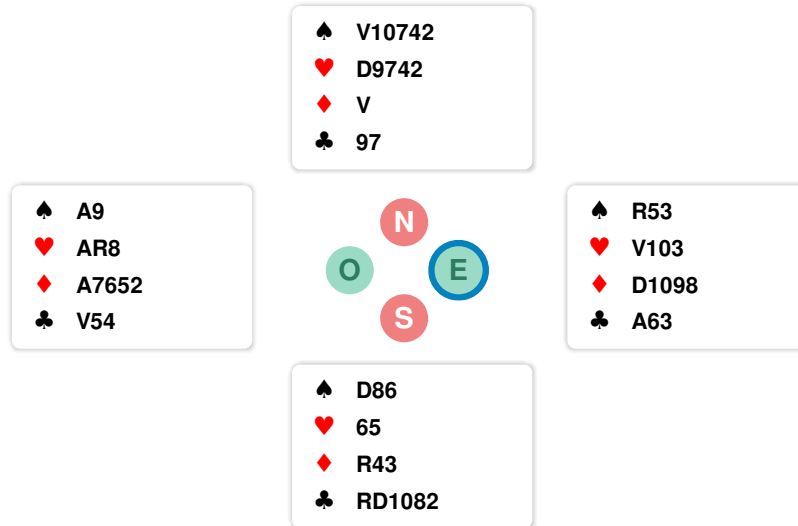 ♠ V10742
♥ D9742
♦ V
♣ 97
♠ A9
♥ AR8
♦ A7652
♣ V54
N
O
E
S
♠ R53
♥ V103
♦ D1098
♣ A63
♠ D86
♥ 65
♦ R43
♣ RD1082